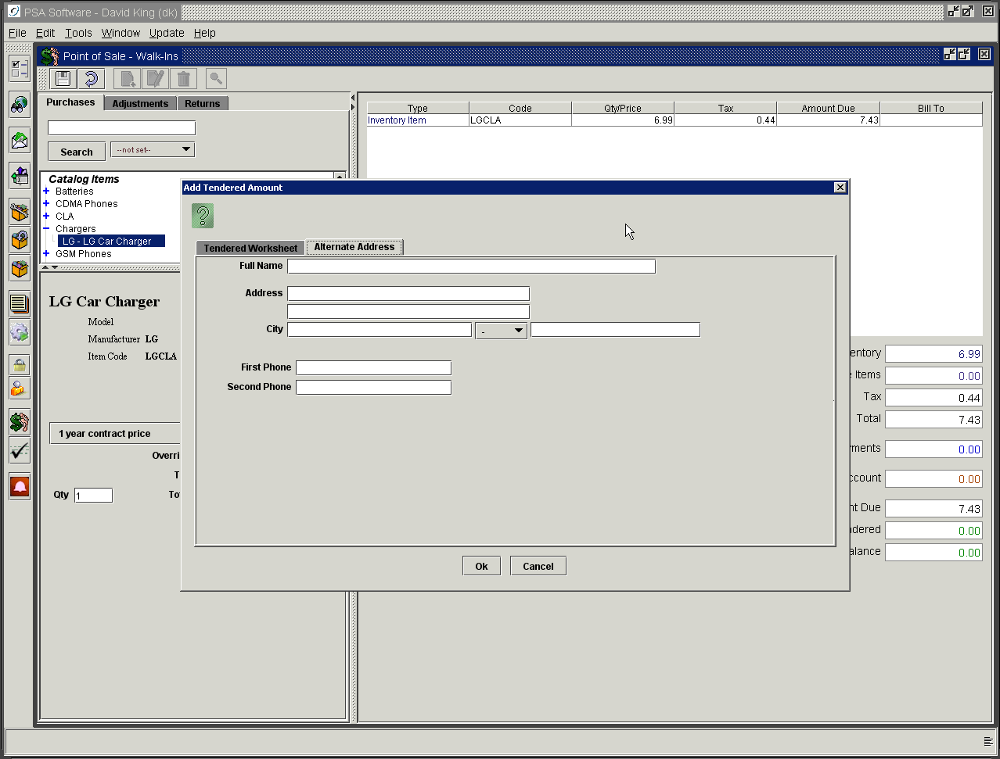 PSA Software - David King (dk)
File Edit Tools Window Update Help
Point of Sale - Walk-Ins
Purchases Adjustments Returns
Search --not set--
Catalog Items
Batteries
CDMA Phones
CLA
Chargers
LG - LG Car Charger
GSM Phones
LG Car Charger
Model
Manufacturer LG
Item Code LGCLA
1 year contract price
Overri
T
Qty 1 To
Type Code Qty/Price Tax Amount Due Bill To
Inventory Item LGCLA 6.99 0.44 7.43
Add Tendered Amount
Tendered Worksheet Alternate Address
Full Name
Address
City -
First Phone
Second Phone
Ok Cancel
entory 6.99
Items 0.00
Tax 0.44
Total 7.43
yments 0.00
ccount 0.00
nt Due 7.43
ndered 0.00
alance 0.00